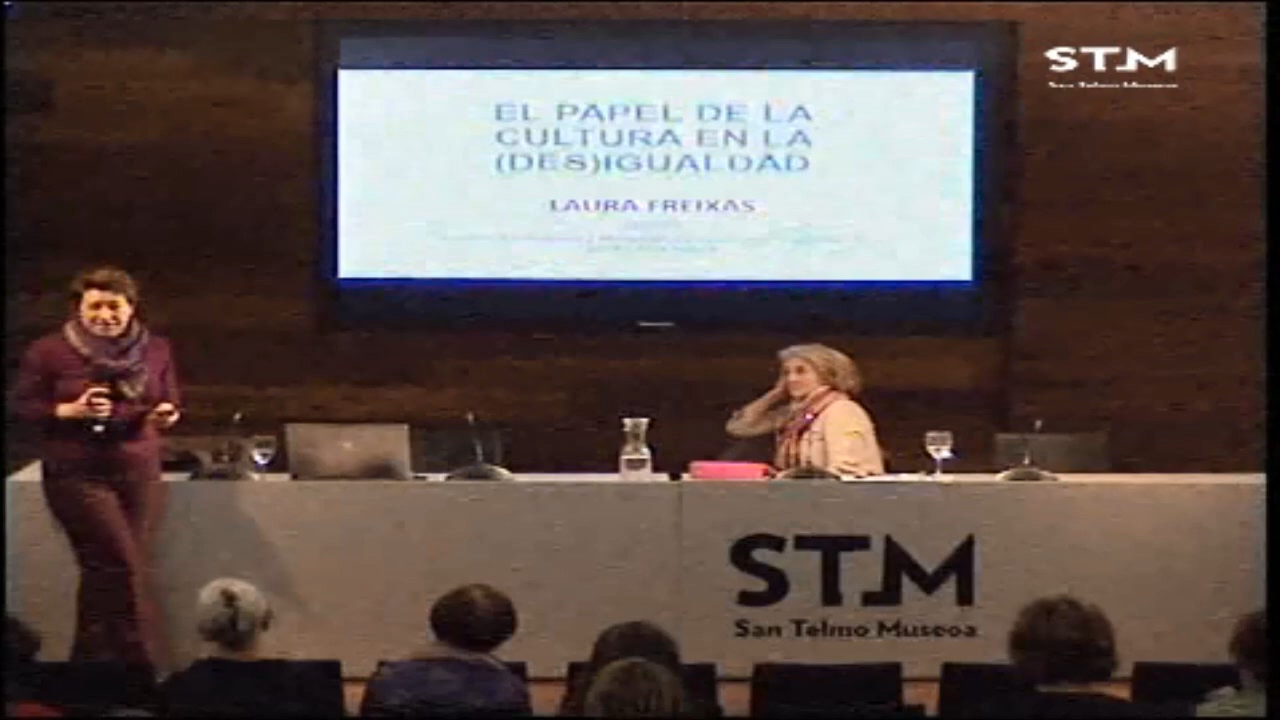 STM
EL PAPEL DE LA
CULTURA EN LA
(DES)IGUALDAD
LAURA FREIXAS
STM
San Telmo Museoa